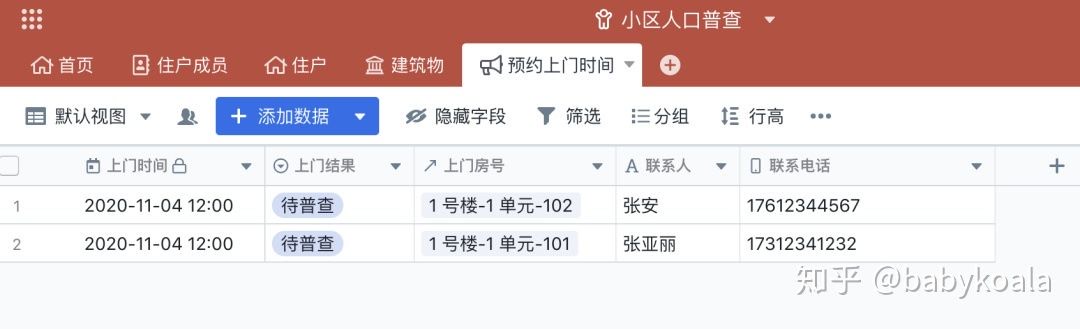 小区人口普查
首页 住户成员 住户 建筑物 预约上门时间
默认视图 添加数据 隐藏字段 筛选 分组 行高
上门时间 上门结果 上门房号 A 联系人 联系电话
1 2020-11-04 12:00 待普查 1 号楼-1 单元-102 张安 17612344567
2 2020-11-04 12:00 待普查 1 号楼-1 单元-101 张亚丽 17312341232
知乎 @babykoala